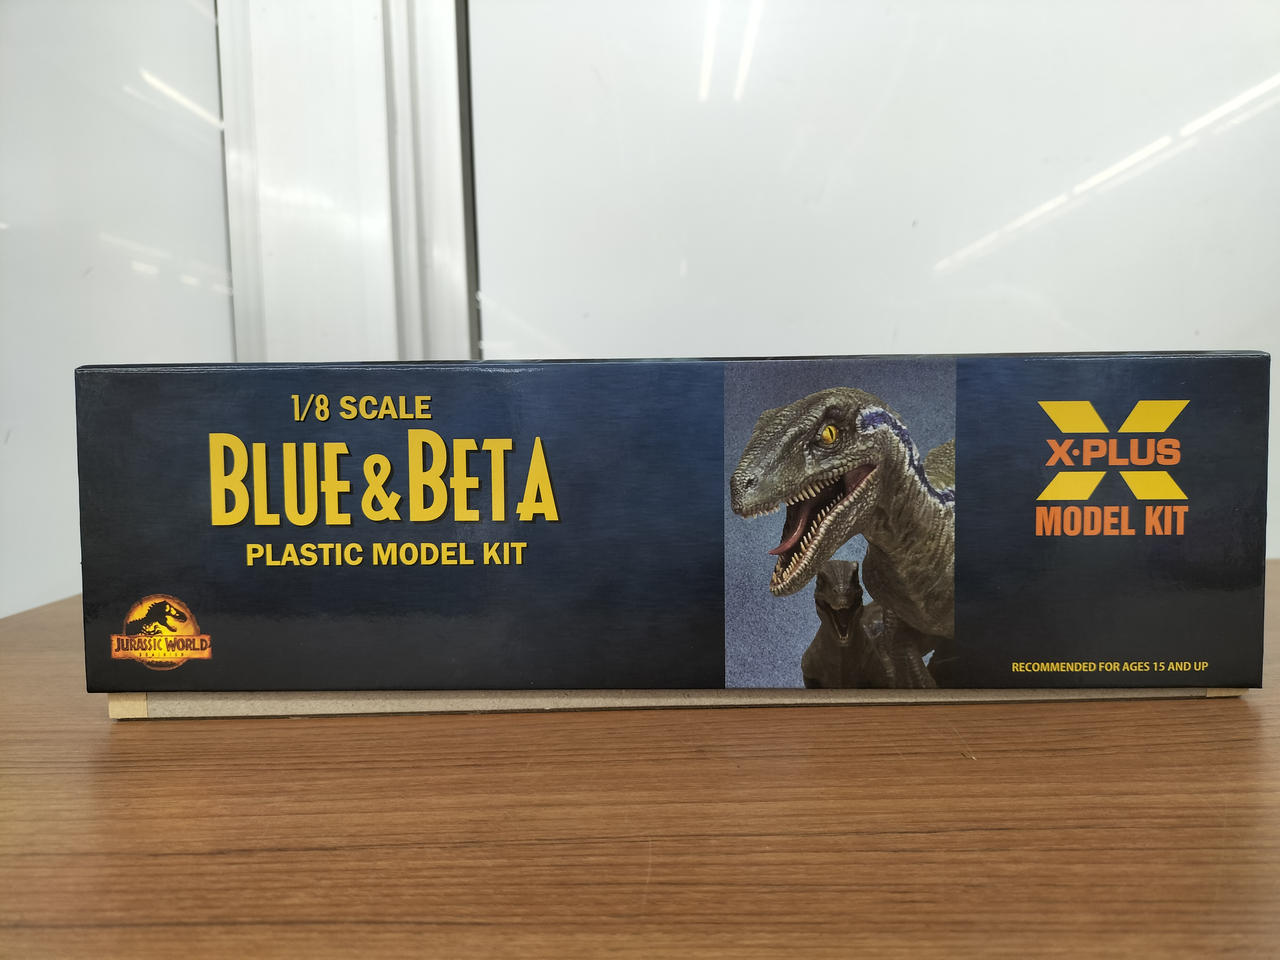 1/8 SCALE
BLUE & BETA
PLASTIC MODEL KIT
JURASSIC WORLD
DOMINION
X-PLUS
MODEL KIT
RECOMMENDED FOR AGES 15 AND UP